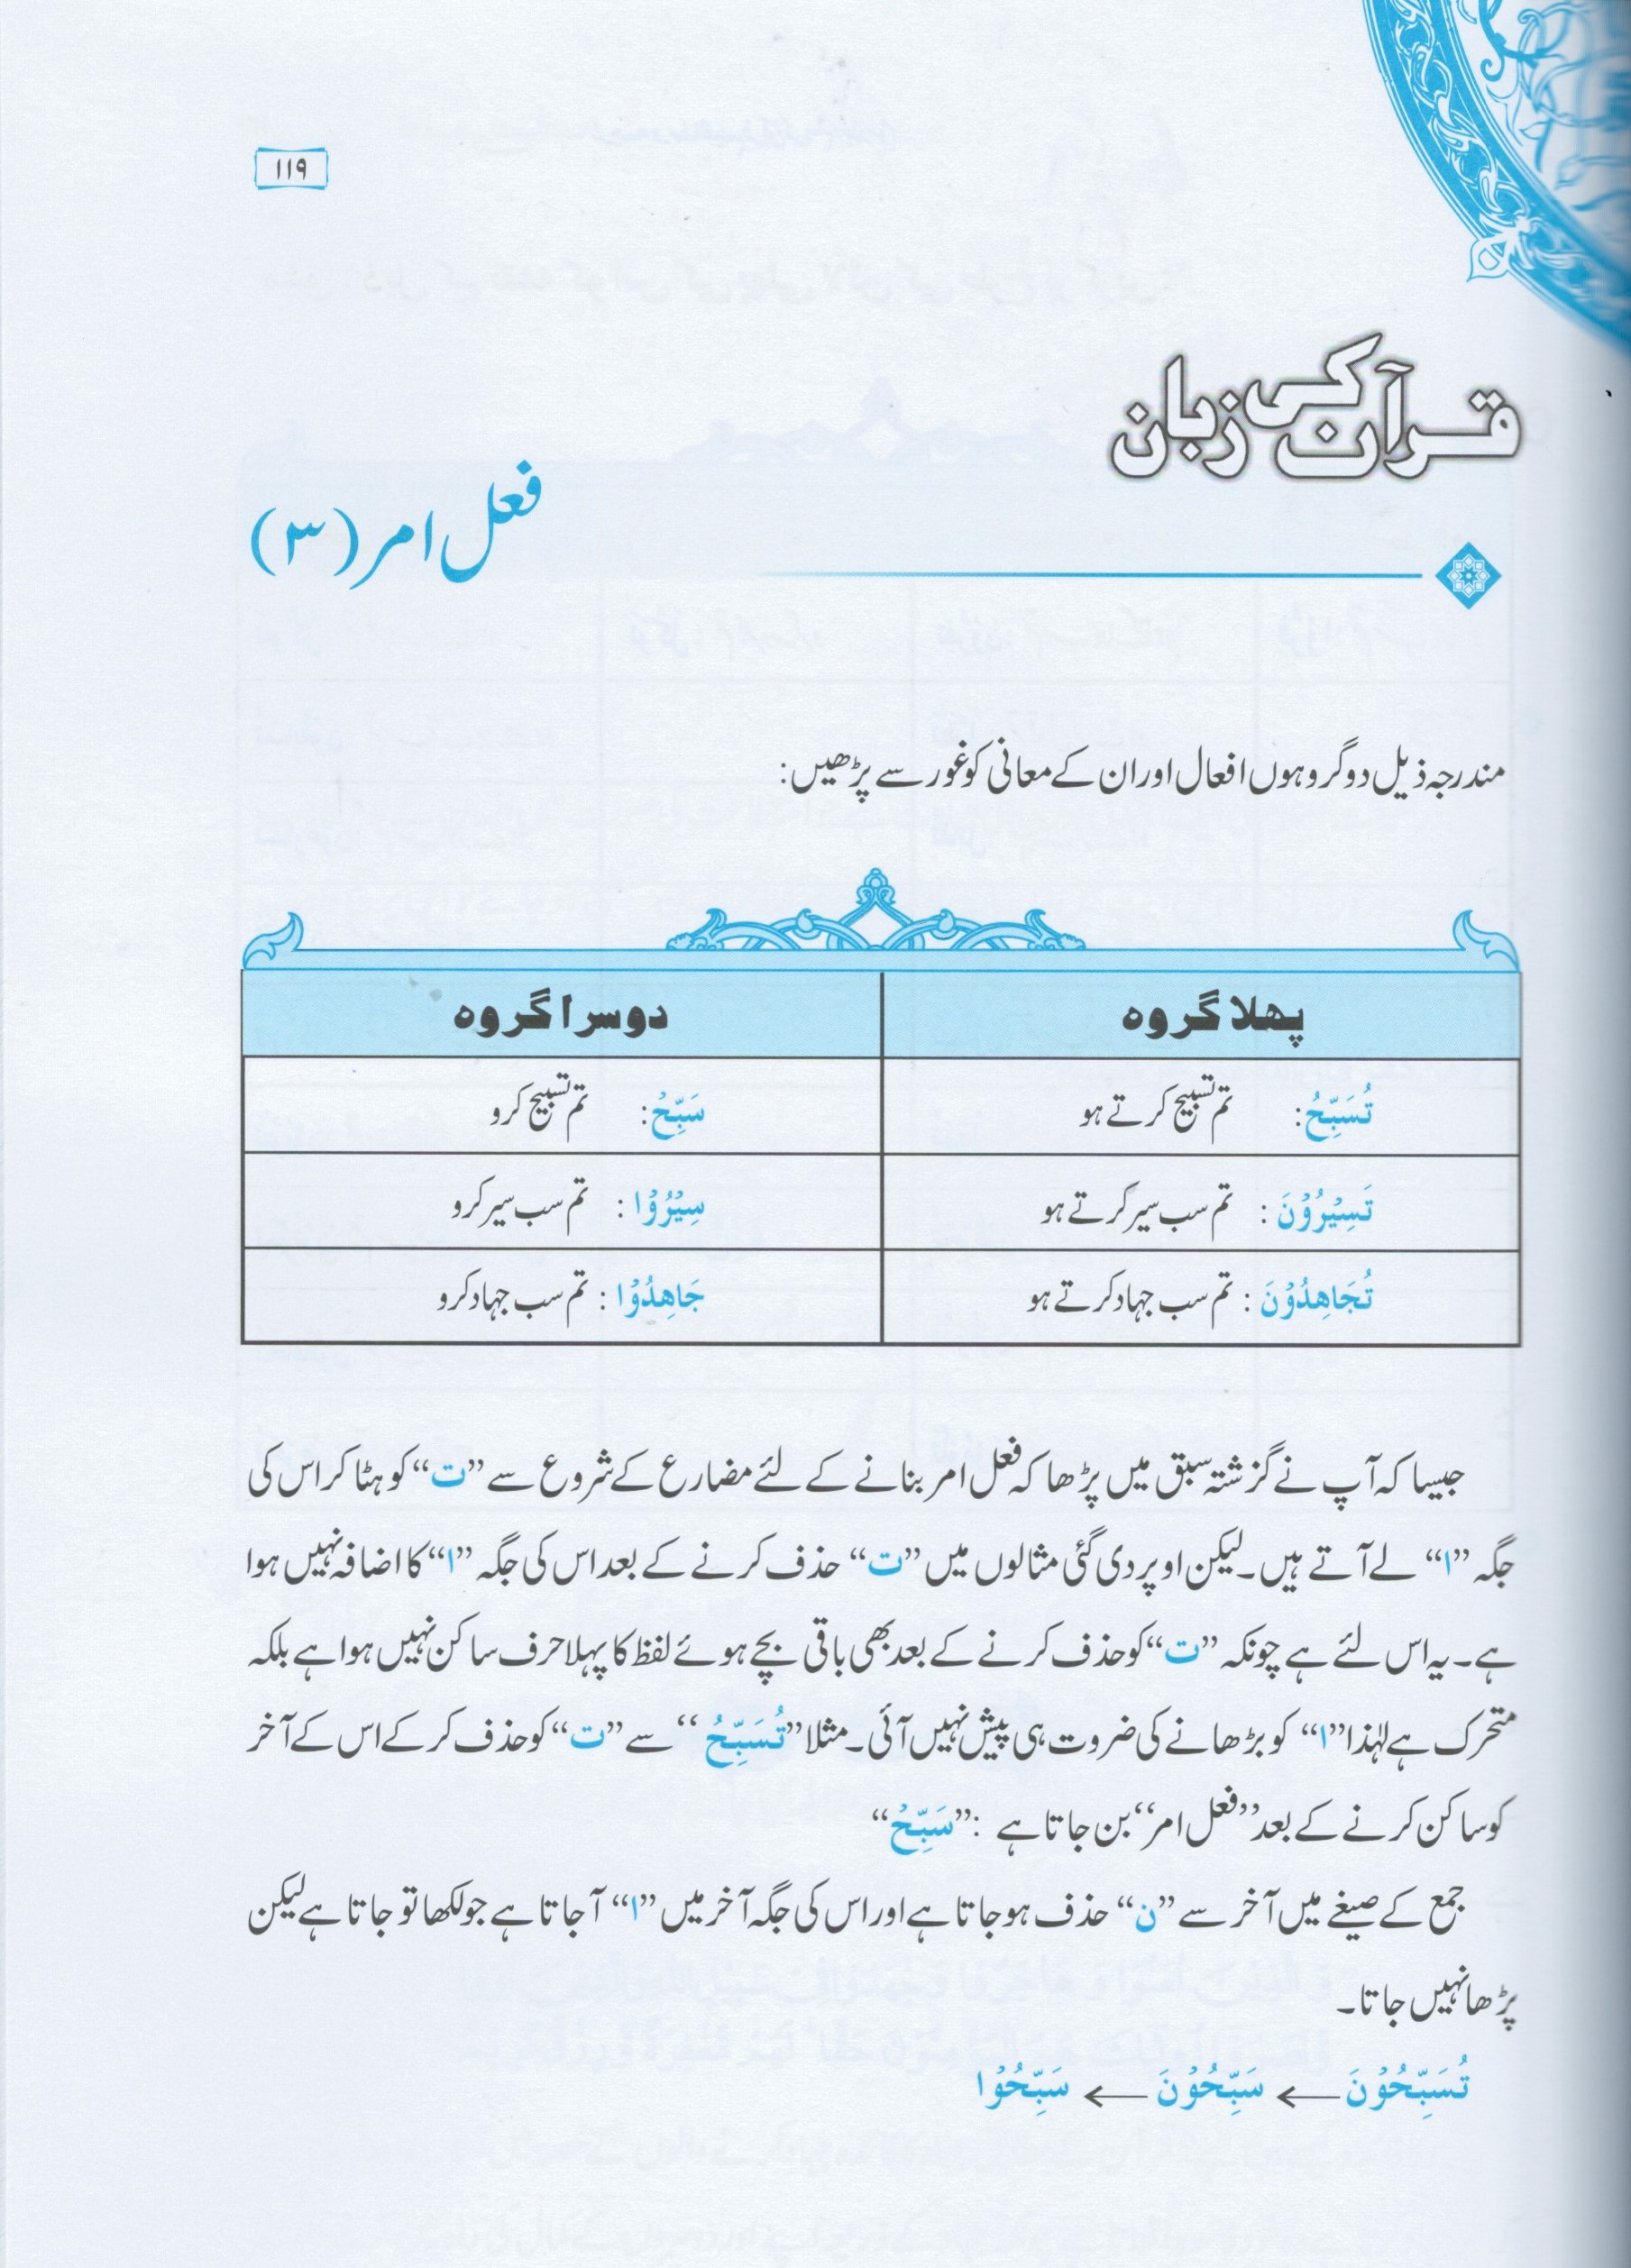 ۱۱۹
قرآن کی زبان
فعل امر (۳)
مندرجہ ذیل دو گروہوں افعال اور ان کے معانی کو غور سے پڑھیں:
پہلا گروہ	دوسرا گروہ
تُسَبِّحُ: تم تسبیح کرتے ہو	سَبِّحْ: تم تسبیح کرو
تَسِیْرُوْنَ: تم سب سیر کرتے ہو	سِیْرُوْا: تم سب سیر کرو
تُجَاهِدُوْنَ: تم سب جہاد کرتے ہو	جَاهِدُوْا: تم سب جہاد کرو
جیسا کہ آپ نے گزشتہ سبق میں پڑھا کہ فعل امر بنانے کے لئے مضارع کے شروع سے ”ت“ کو ہٹا کر اس کی
جگہ ”ا“ لے آتے ہیں۔ لیکن اوپر دی گئی مثالوں میں ”ت“ حذف کرنے کے بعد اس کی جگہ ”ا“ کا اضافہ نہیں ہوا
ہے۔ یہ اس لئے ہے چونکہ ”ت“ کو حذف کرنے کے بعد بھی باقی بچے ہوئے لفظ کا پہلا حرف ساکن نہیں ہوا ہے بلکہ
متحرک ہے لہٰذا ”ا“ کو بڑھانے کی ضروت ہی پیش نہیں آئی۔ مثلا ”تُسَبِّحُ“ سے ”ت“ کو حذف کر کے اس کے آخر
کو ساکن کرنے کے بعد ”فعل امر“ بن جاتا ہے :”سَبِّحْ“
جمع کے صیغے میں آخر سے ”ن“ حذف ہو جاتا ہے اور اس کی جگہ آخر میں ”ا“ آ جاتا ہے جو لکھا تو جاتا ہے لیکن
پڑھا نہیں جاتا۔
تُسَبِّحُوْنَ ← سَبِّحُوْنَ ← سَبِّحُوْا